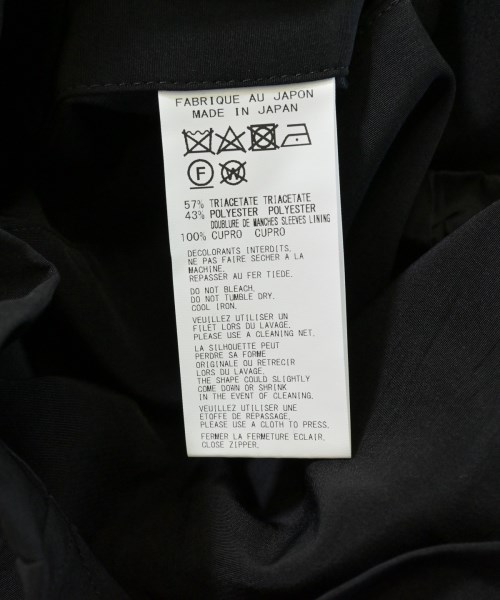 FABRIQUE AU JAPON
MADE IN JAPAN
F W
57% TRIACETATE TRIACETATE
43% POLYESTER POLYESTER
DOUBLURE DE MANCHES SLEEVES LINING
100% CUPRO CUPRO
DECOLORANTS INTERDITS.
NE PAS FAIRE SECHER A LA
MACHINE.
REPASSER AU FER TIEDE.
DO NOT BLEACH.
DO NOT TUMBLE DRY.
COOL IRON.
VEUILLEZ UTILISER UN
FILET LORS DU LAVAGE.
PLEASE USE A CLEANING NET.
LA SILHOUETTE PEUT
PERDRE SA FORME
ORIGINALE OU RETRECIR
LORS DU LAVAGE.
THE SHAPE COULD SLIGHTLY
COME DOWN OR SHRINK
IN THE EVENT OF CLEANING.
VEUILLEZ UTILISER UNE
ETOFFE DE REPASSAGE.
PLEASE USE A CLOTH TO PRESS.
FERMER LA FERMETURE ECLAIR.
CLOSE ZIPPER.